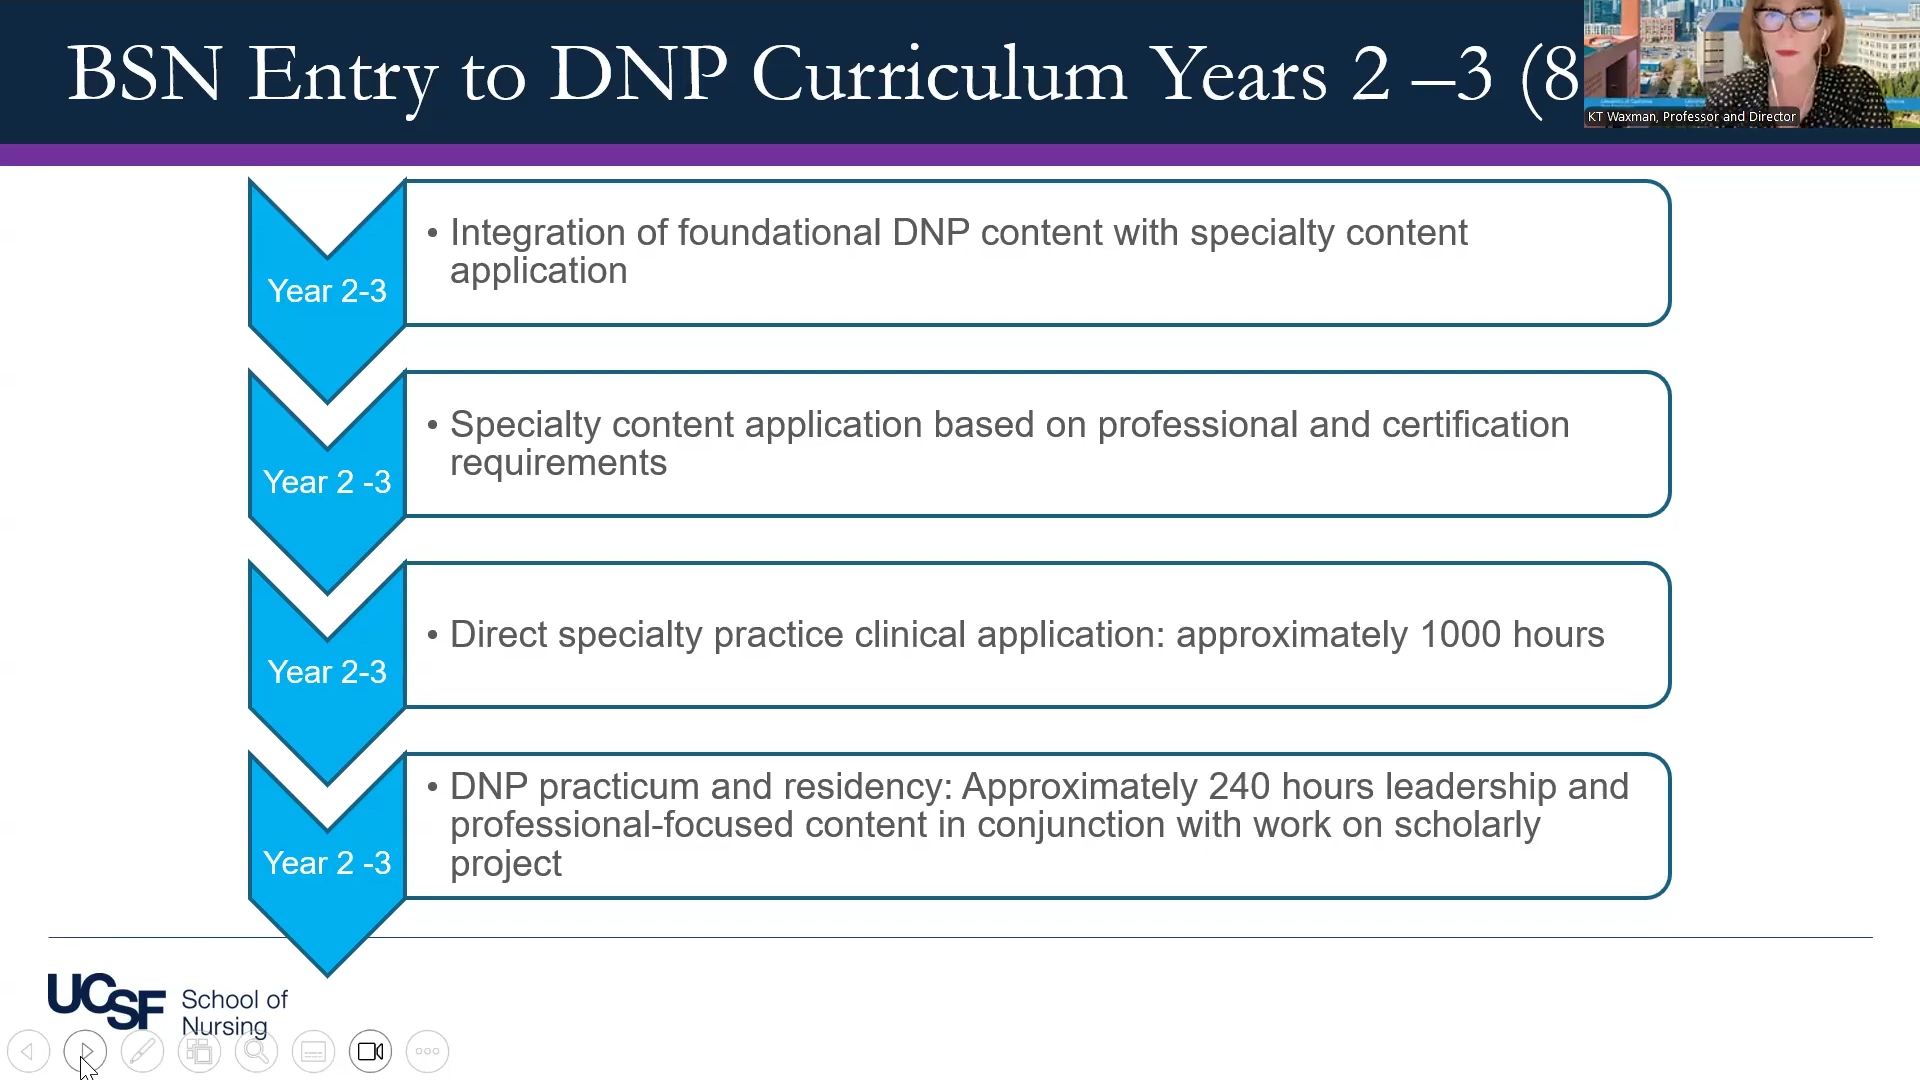 BSN Entry to DNP Curriculum Years 2 –3 (8
KT Waxman, Professor and Director
Year 2-3
• Integration of foundational DNP content with specialty content
application
Year 2 -3
• Specialty content application based on professional and certification
requirements
Year 2-3
• Direct specialty practice clinical application: approximately 1000 hours
Year 2 -3
• DNP practicum and residency: Approximately 240 hours leadership and
professional-focused content in conjunction with work on scholarly
project
UCSF
School of
Nursing